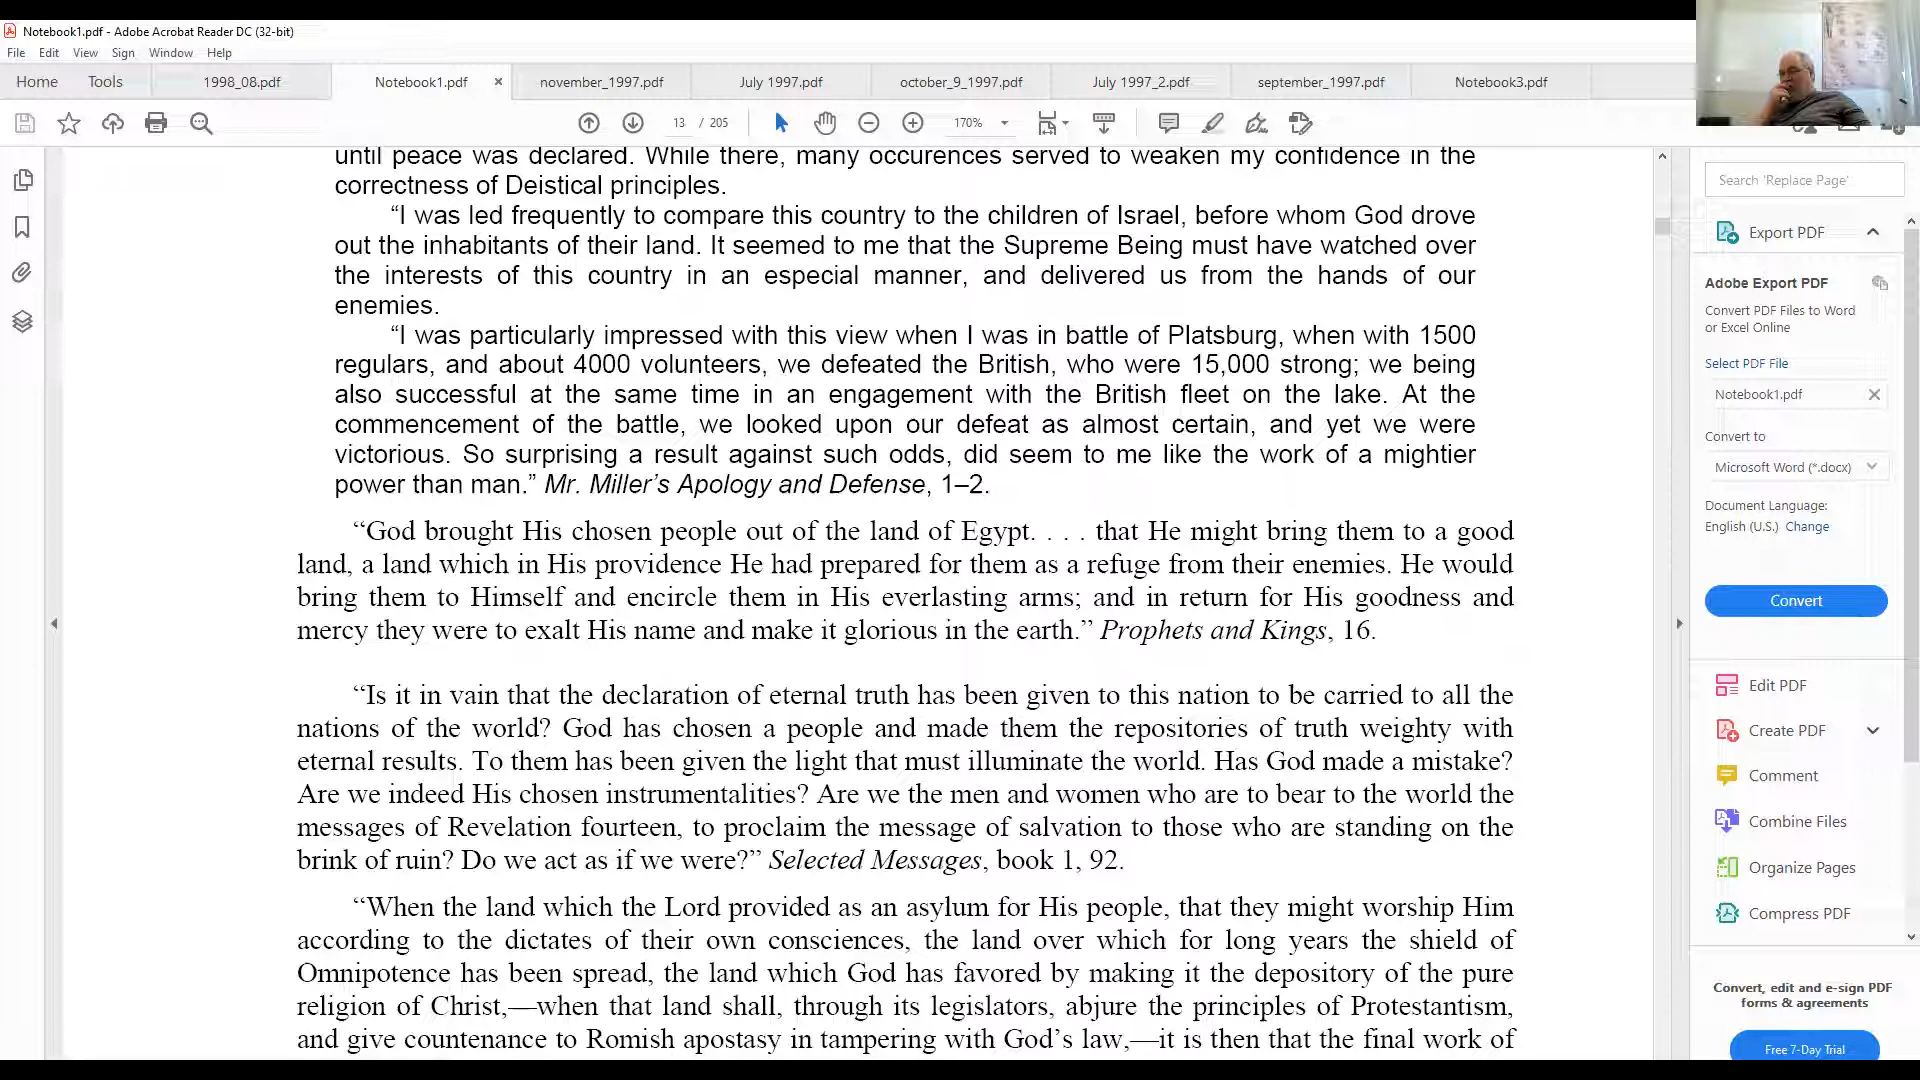 Notebook1.pdf - Adobe Acrobat Reader DC (32-bit)
File Edit View Sign Window Help
Home Tools 1998_08.pdf Notebook1.pdf × november_1997.pdf July 1997.pdf october_9_1997.pdf July 1997_2.pdf september_1997.pdf Notebook3.pdf
13 / 205 170%
until peace was declared. While there, many occurences served to weaken my confidence in the
correctness of Deistical principles.
“I was led frequently to compare this country to the children of Israel, before whom God drove
out the inhabitants of their land. It seemed to me that the Supreme Being must have watched over
the interests of this country in an especial manner, and delivered us from the hands of our
enemies.
“I was particularly impressed with this view when I was in battle of Platsburg, when with 1500
regulars, and about 4000 volunteers, we defeated the British, who were 15,000 strong; we being
also successful at the same time in an engagement with the British fleet on the lake. At the
commencement of the battle, we looked upon our defeat as almost certain, and yet we were
victorious. So surprising a result against such odds, did seem to me like the work of a mightier
power than man.” Mr. Miller’s Apology and Defense, 1–2.
“God brought His chosen people out of the land of Egypt. . . . that He might bring them to a good
land, a land which in His providence He had prepared for them as a refuge from their enemies. He would
bring them to Himself and encircle them in His everlasting arms; and in return for His goodness and
mercy they were to exalt His name and make it glorious in the earth.” Prophets and Kings, 16.
“Is it in vain that the declaration of eternal truth has been given to this nation to be carried to all the
nations of the world? God has chosen a people and made them the repositories of truth weighty with
eternal results. To them has been given the light that must illuminate the world. Has God made a mistake?
Are we indeed His chosen instrumentalities? Are we the men and women who are to bear to the world the
messages of Revelation fourteen, to proclaim the message of salvation to those who are standing on the
brink of ruin? Do we act as if we were?” Selected Messages, book 1, 92.
“When the land which the Lord provided as an asylum for His people, that they might worship Him
according to the dictates of their own consciences, the land over which for long years the shield of
Omnipotence has been spread, the land which God has favored by making it the depository of the pure
religion of Christ,—when that land shall, through its legislators, abjure the principles of Protestantism,
and give countenance to Romish apostasy in tampering with God’s law,—it is then that the final work of
Search 'Replace Page'
Export PDF
Adobe Export PDF
Convert PDF Files to Word
or Excel Online
Select PDF File
Notebook1.pdf
Convert to
Microsoft Word (*.docx)
Document Language:
English (U.S.) Change
Convert
Edit PDF
Create PDF
Comment
Combine Files
Organize Pages
Compress PDF
Convert, edit and e-sign PDF
forms & agreements
Free 7-Day Trial